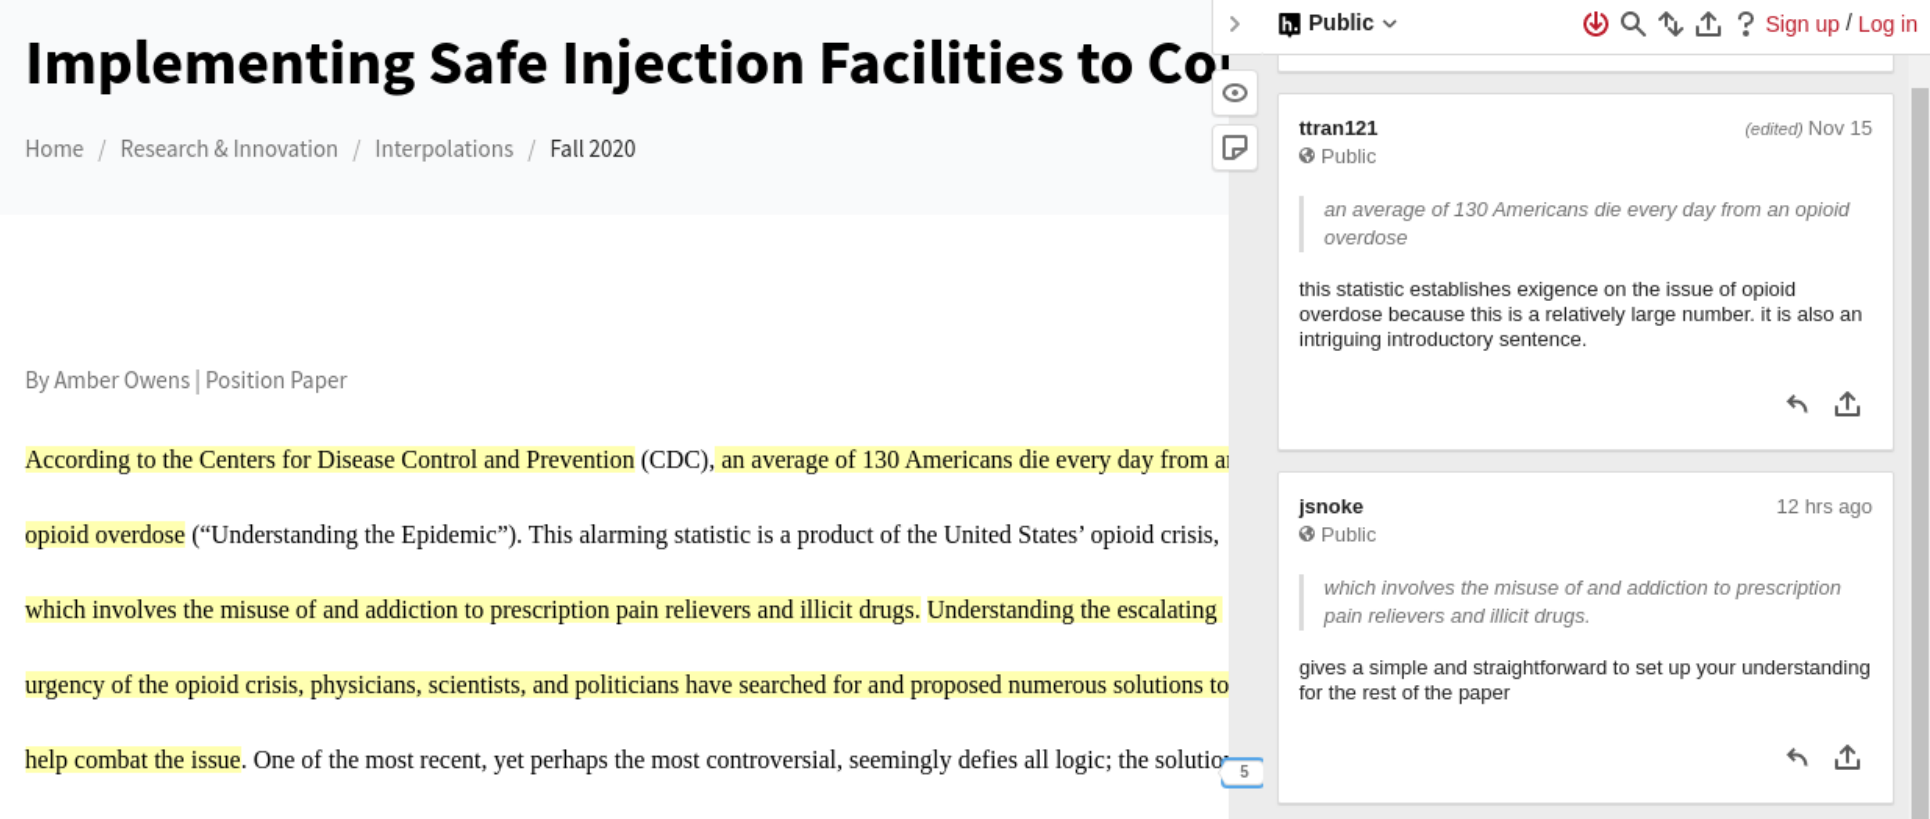 Implementing Safe Injection Facilities to Co
Home / Research & Innovation / Interpolations / Fall 2020
By Amber Owens | Position Paper
According to the Centers for Disease Control and Prevention (CDC), an average of 130 Americans die every day from an
opioid overdose (“Understanding the Epidemic”). This alarming statistic is a product of the United States’ opioid crisis,
which involves the misuse of and addiction to prescription pain relievers and illicit drugs. Understanding the escalating
urgency of the opioid crisis, physicians, scientists, and politicians have searched for and proposed numerous solutions to
help combat the issue. One of the most recent, yet perhaps the most controversial, seemingly defies all logic; the solution
5
h. Public
? Sign up / Log in
ttran121
(edited) Nov 15
Public
an average of 130 Americans die every day from an opioid
overdose
this statistic establishes exigence on the issue of opioid
overdose because this is a relatively large number. it is also an
intriguing introductory sentence.
jsnoke
12 hrs ago
Public
which involves the misuse of and addiction to prescription
pain relievers and illicit drugs.
gives a simple and straightforward to set up your understanding
for the rest of the paper